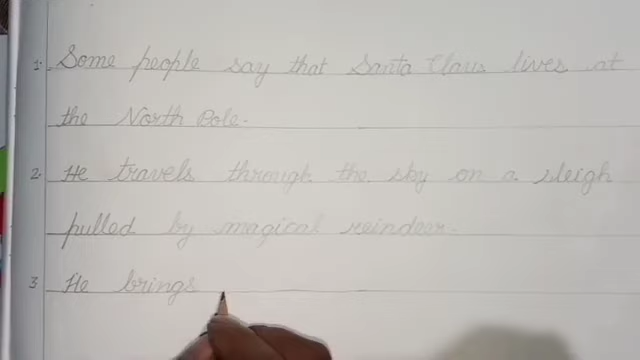 1. Some people say that Santa Claus lives at
the North Pole.
2. He travels through the sky on a sleigh
pulled by magical reindeer.
3 He brings